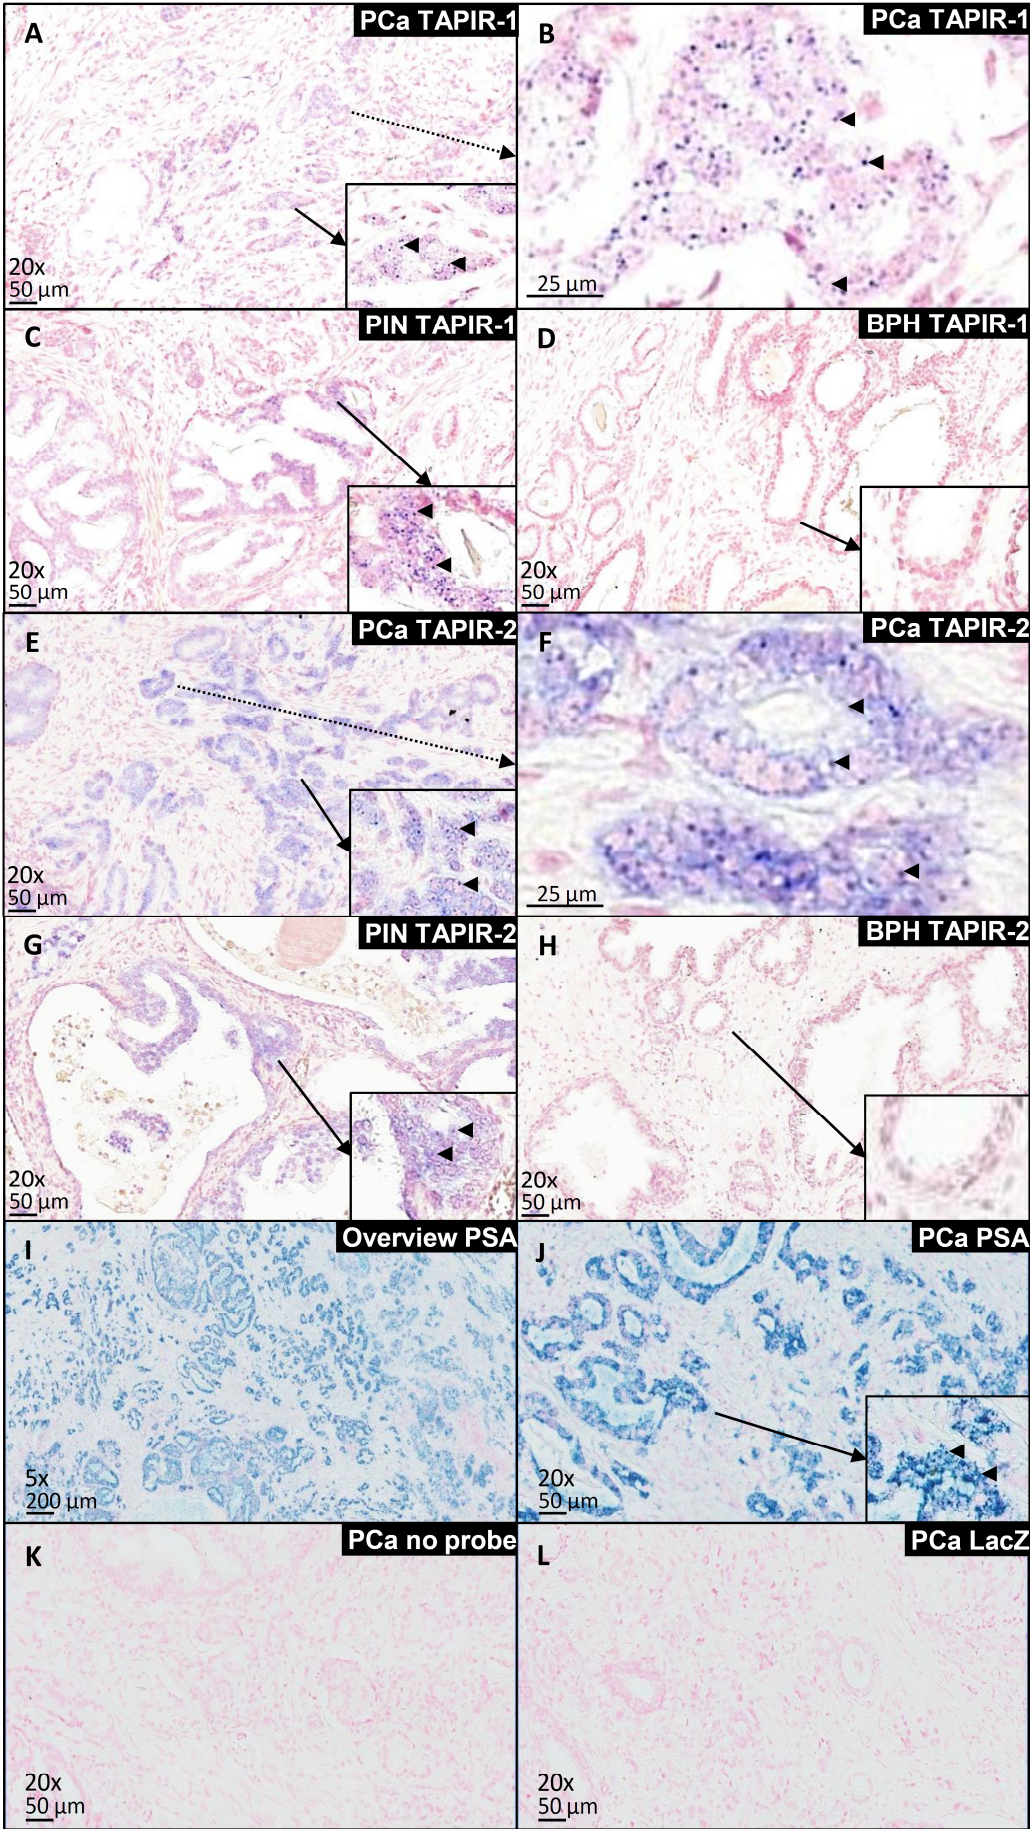 A
PCa TAPIR-1
20x
50 µm
B
PCa TAPIR-1
25 µm
C
PIN TAPIR-1
20x
50 µm
D
BPH TAPIR-1
20x
50 µm
E
PCa TAPIR-2
20x
50 µm
F
PCa TAPIR-2
25 µm
G
PIN TAPIR-2
20x
50 µm
H
BPH TAPIR-2
20x
50 µm
I
Overview PSA
5x
200 µm
J
PCa PSA
20x
50 µm
K
PCa no probe
20x
50 µm
L
PCa LacZ
20x
50 µm